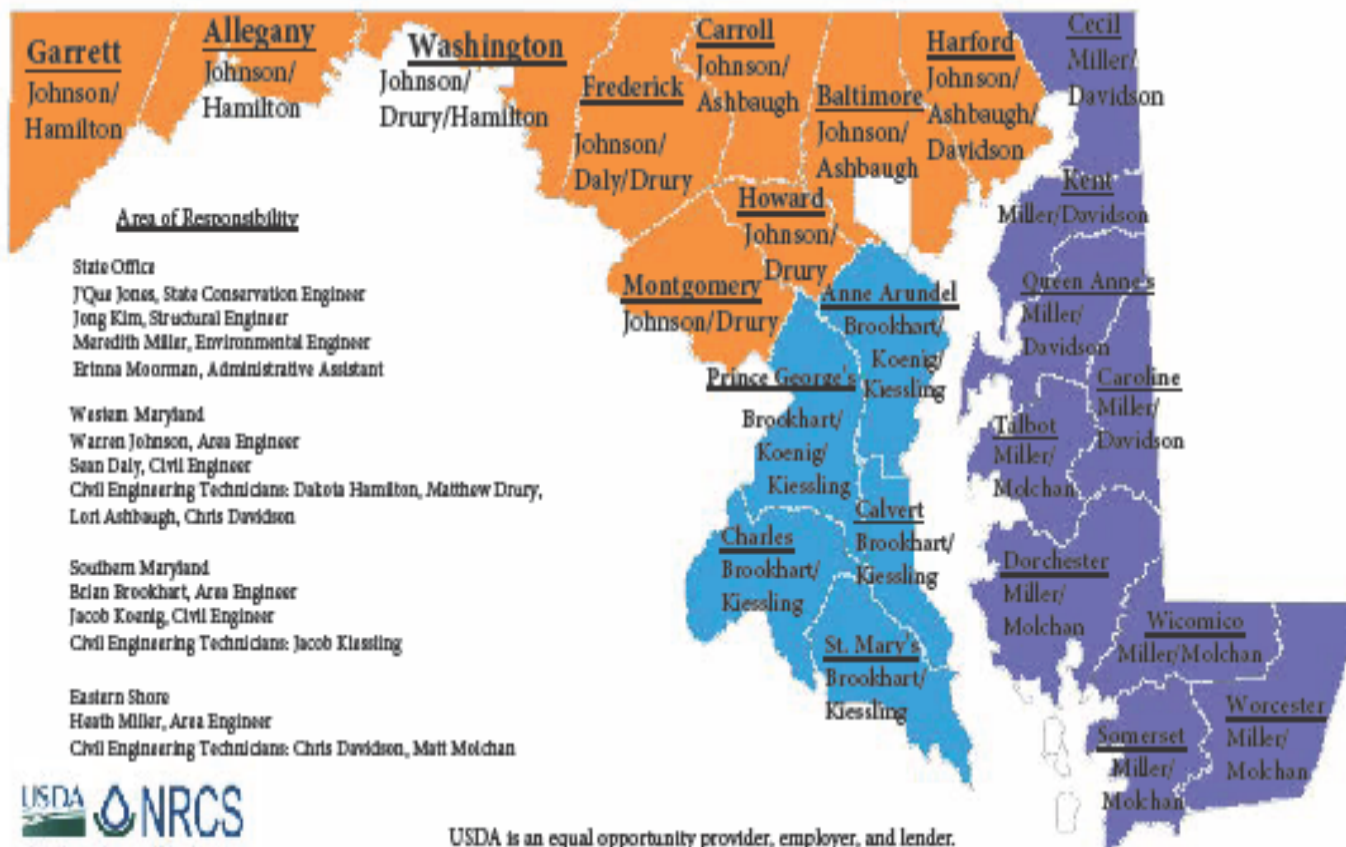 Garrett
Johnson/
Hamilton
Allegany
Johnson/
Hamilton
Washington
Johnson/
Drury/Hamilton
Frederick
Johnson/
Daly/Drury
Carroll
Johnson/
Ashbaugh
Baltimore
Johnson/
Ashbaugh
Harford
Johnson/
Ashbaugh/
Davidson
Cecil
Miller/
Davidson
Kent
Miller/Davidson
Howard
Johnson/
Drury
Montgomery
Johnson/Drury
Anne Arundel
Brookhart/
Koenig/
Kiessling
Queen Anne's
Miller/
Davidson
Prince George's
Brookhart/
Koenig/
Kiessling
Caroline
Miller/
Davidson
Talbot
Miller/
Molchan
Calvert
Brookhart/
Kiessling
Charles
Brookhart/
Kiessling
Dorchester
Miller/
Molchan
St. Mary's
Brookhart/
Kiessling
Wicomico
Miller/Molchan
Worcester
Miller/
Molchan
Somerset
Miller/
Molchan
Area of Responsibility
State Office
J'Que Jones, State Conservation Engineer
Jong Kim, Structural Engineer
Meredith Miller, Environmental Engineer
Erinna Moorman, Administrative Assistant
Western Maryland
Warren Johnson, Area Engineer
Sean Daly, Civil Engineer
Civil Engineering Technicians: Dakota Hamilton, Matthew Drury,
Lori Ashbaugh, Chris Davidson
Southern Maryland
Brian Brookhart, Area Engineer
Jacob Koenig, Civil Engineer
Civil Engineering Technicians: Jacob Kiessling
Eastern Shore
Heath Miller, Area Engineer
Civil Engineering Technicians: Chris Davidson, Matt Molchan
USDA NRCS
USDA is an equal opportunity provider, employer, and lender.